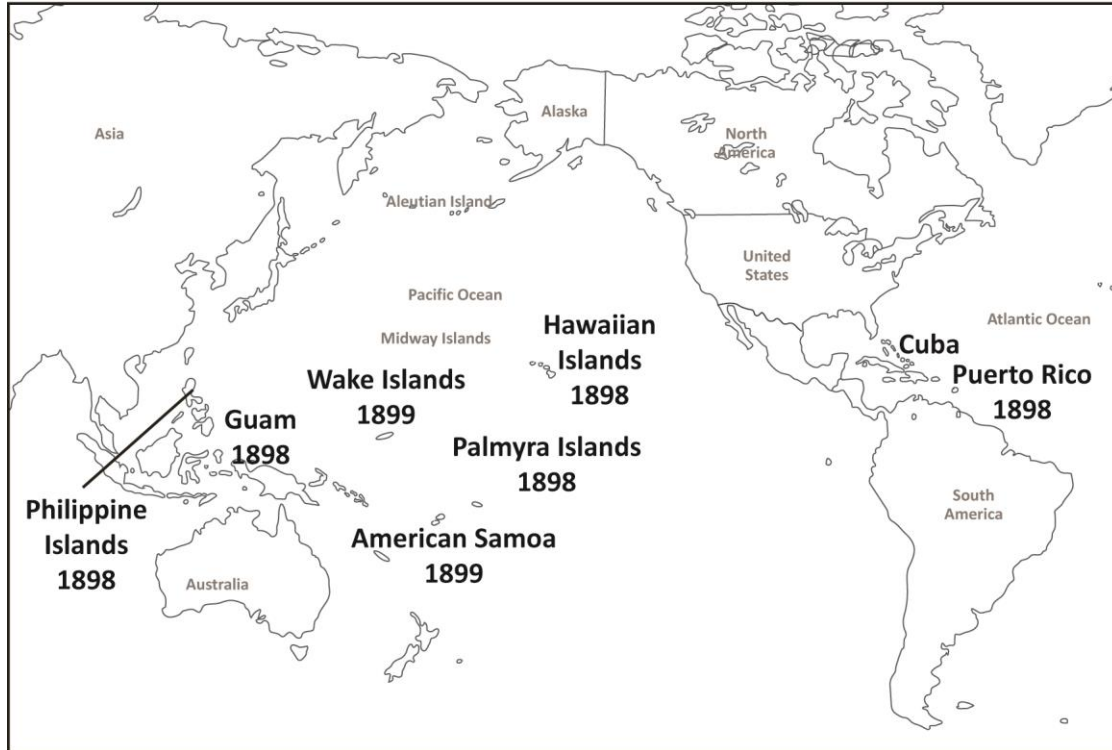 Asia
Alaska
North
America
Aleutian Island
United
States
Pacific Ocean
Midway Islands
Hawaiian
Islands
1898
Atlantic Ocean
Cuba
Puerto Rico
1898
Wake Islands
1899
Guam
1898
Palmyra Islands
1898
Philippine
Islands
1898
American Samoa
1899
South
America
Australia